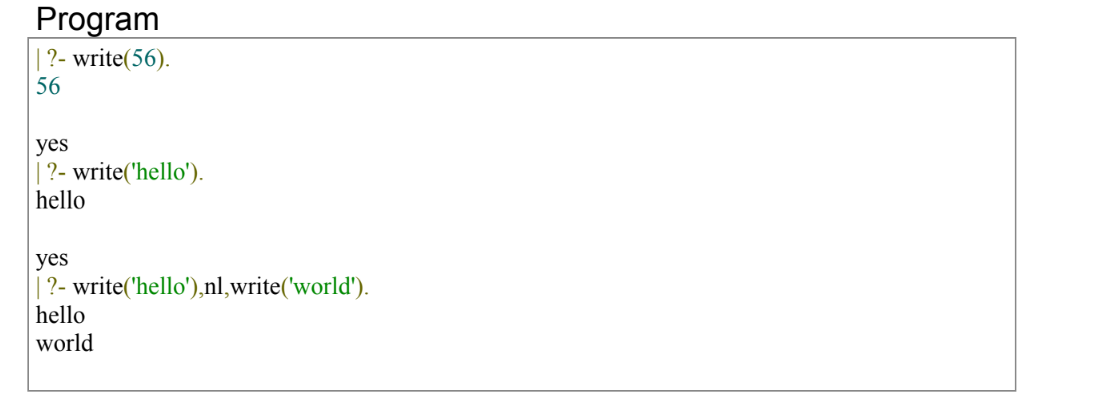 Program
| ?- write(56).
56
yes
| ?- write('hello').
hello
yes
| ?- write('hello'),nl,write('world').
hello
world